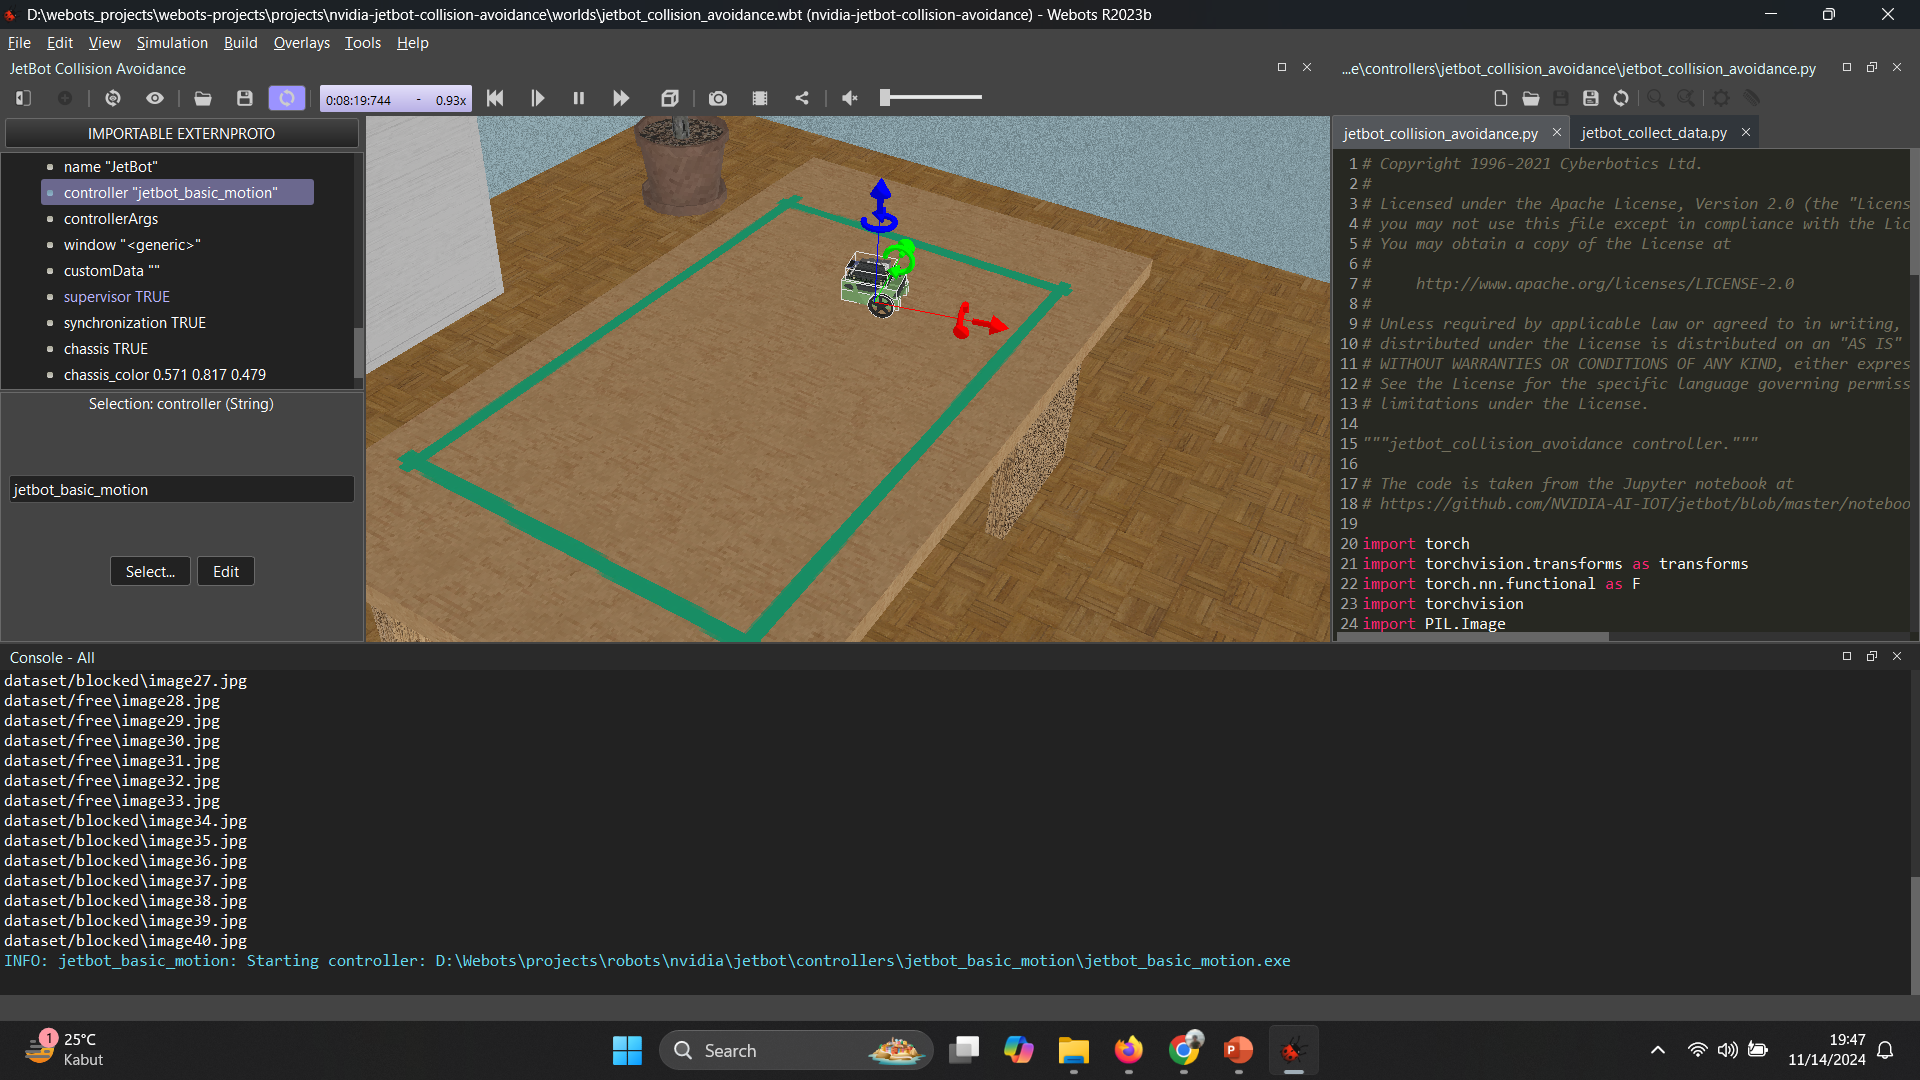 D:\webots_projects\webots-projects\projects\nvidia-jetbot-collision-avoidance\worlds\jetbot_collision_avoidance.wbt (nvidia-jetbot-collision-avoidance) - Webots R2023b
File Edit View Simulation Build Overlays Tools Help
JetBot Collision Avoidance
...e\controllers\jetbot_collision_avoidance\jetbot_collision_avoidance.py
0:08:19:744 - 0.93x
IMPORTABLE EXTERNPROTO
name "JetBot"
controller "jetbot_basic_motion"
controllerArgs
window "<generic>"
customData ""
supervisor TRUE
synchronization TRUE
chassis TRUE
chassis_color 0.571 0.817 0.479
Selection: controller (String)
jetbot_basic_motion
Select... Edit
jetbot_collision_avoidance.py jetbot_collect_data.py
1 # Copyright 1996-2021 Cyberbotics Ltd.
2 #
3 # Licensed under the Apache License, Version 2.0 (the "Licens
4 # you may not use this file except in compliance with the Lic
5 # You may obtain a copy of the License at
6 #
7 # http://www.apache.org/licenses/LICENSE-2.0
8 #
9 # Unless required by applicable law or agreed to in writing,
10 # distributed under the License is distributed on an "AS IS"
11 # WITHOUT WARRANTIES OR CONDITIONS OF ANY KIND, either expres
12 # See the License for the specific language governing permiss
13 # limitations under the License.
14
15 """jetbot_collision_avoidance controller."""
16
17 # The code is taken from the Jupyter notebook at
18 # https://github.com/NVIDIA-AI-IOT/jetbot/blob/master/noteboo
19
20 import torch
21 import torchvision.transforms as transforms
22 import torch.nn.functional as F
23 import torchvision
24 import PIL.Image
Console - All
dataset/blocked\image27.jpg
dataset/free\image28.jpg
dataset/free\image29.jpg
dataset/free\image30.jpg
dataset/free\image31.jpg
dataset/free\image32.jpg
dataset/free\image33.jpg
dataset/blocked\image34.jpg
dataset/blocked\image35.jpg
dataset/blocked\image36.jpg
dataset/blocked\image37.jpg
dataset/blocked\image38.jpg
dataset/blocked\image39.jpg
dataset/blocked\image40.jpg
INFO: jetbot_basic_motion: Starting controller: D:\Webots\projects\robots\nvidia\jetbot\controllers\jetbot_basic_motion\jetbot_basic_motion.exe
1
25°C
Kabut
Search
P
19:47
11/14/2024